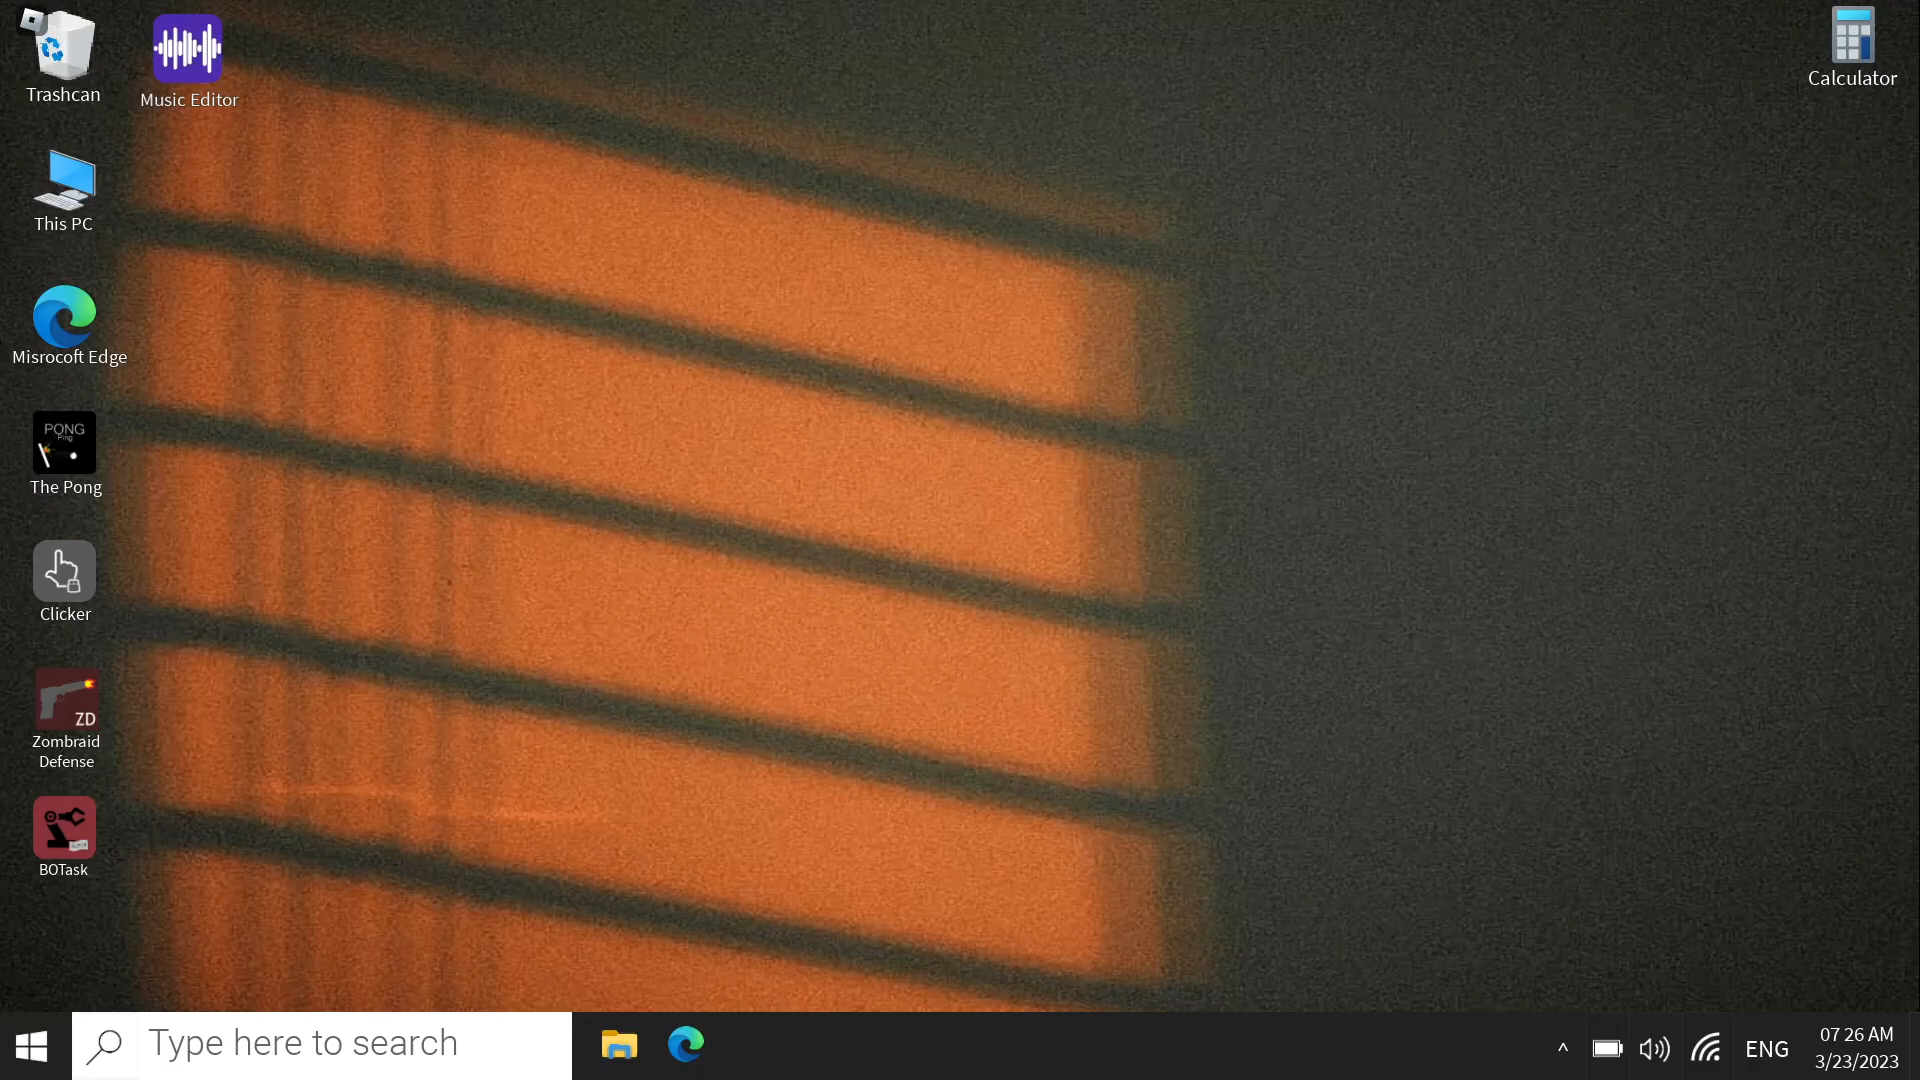 Trashcan
Music Editor
Calculator
This PC
Misrocoft Edge
PONG
Ping
The Pong
Clicker
ZD
Zombraid
Defense
BOTask
Type here to search
^
ENG
07 26 AM
3/23/2023